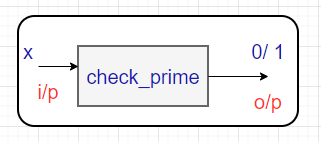 x
0/ 1
check_prime
i/p
o/p